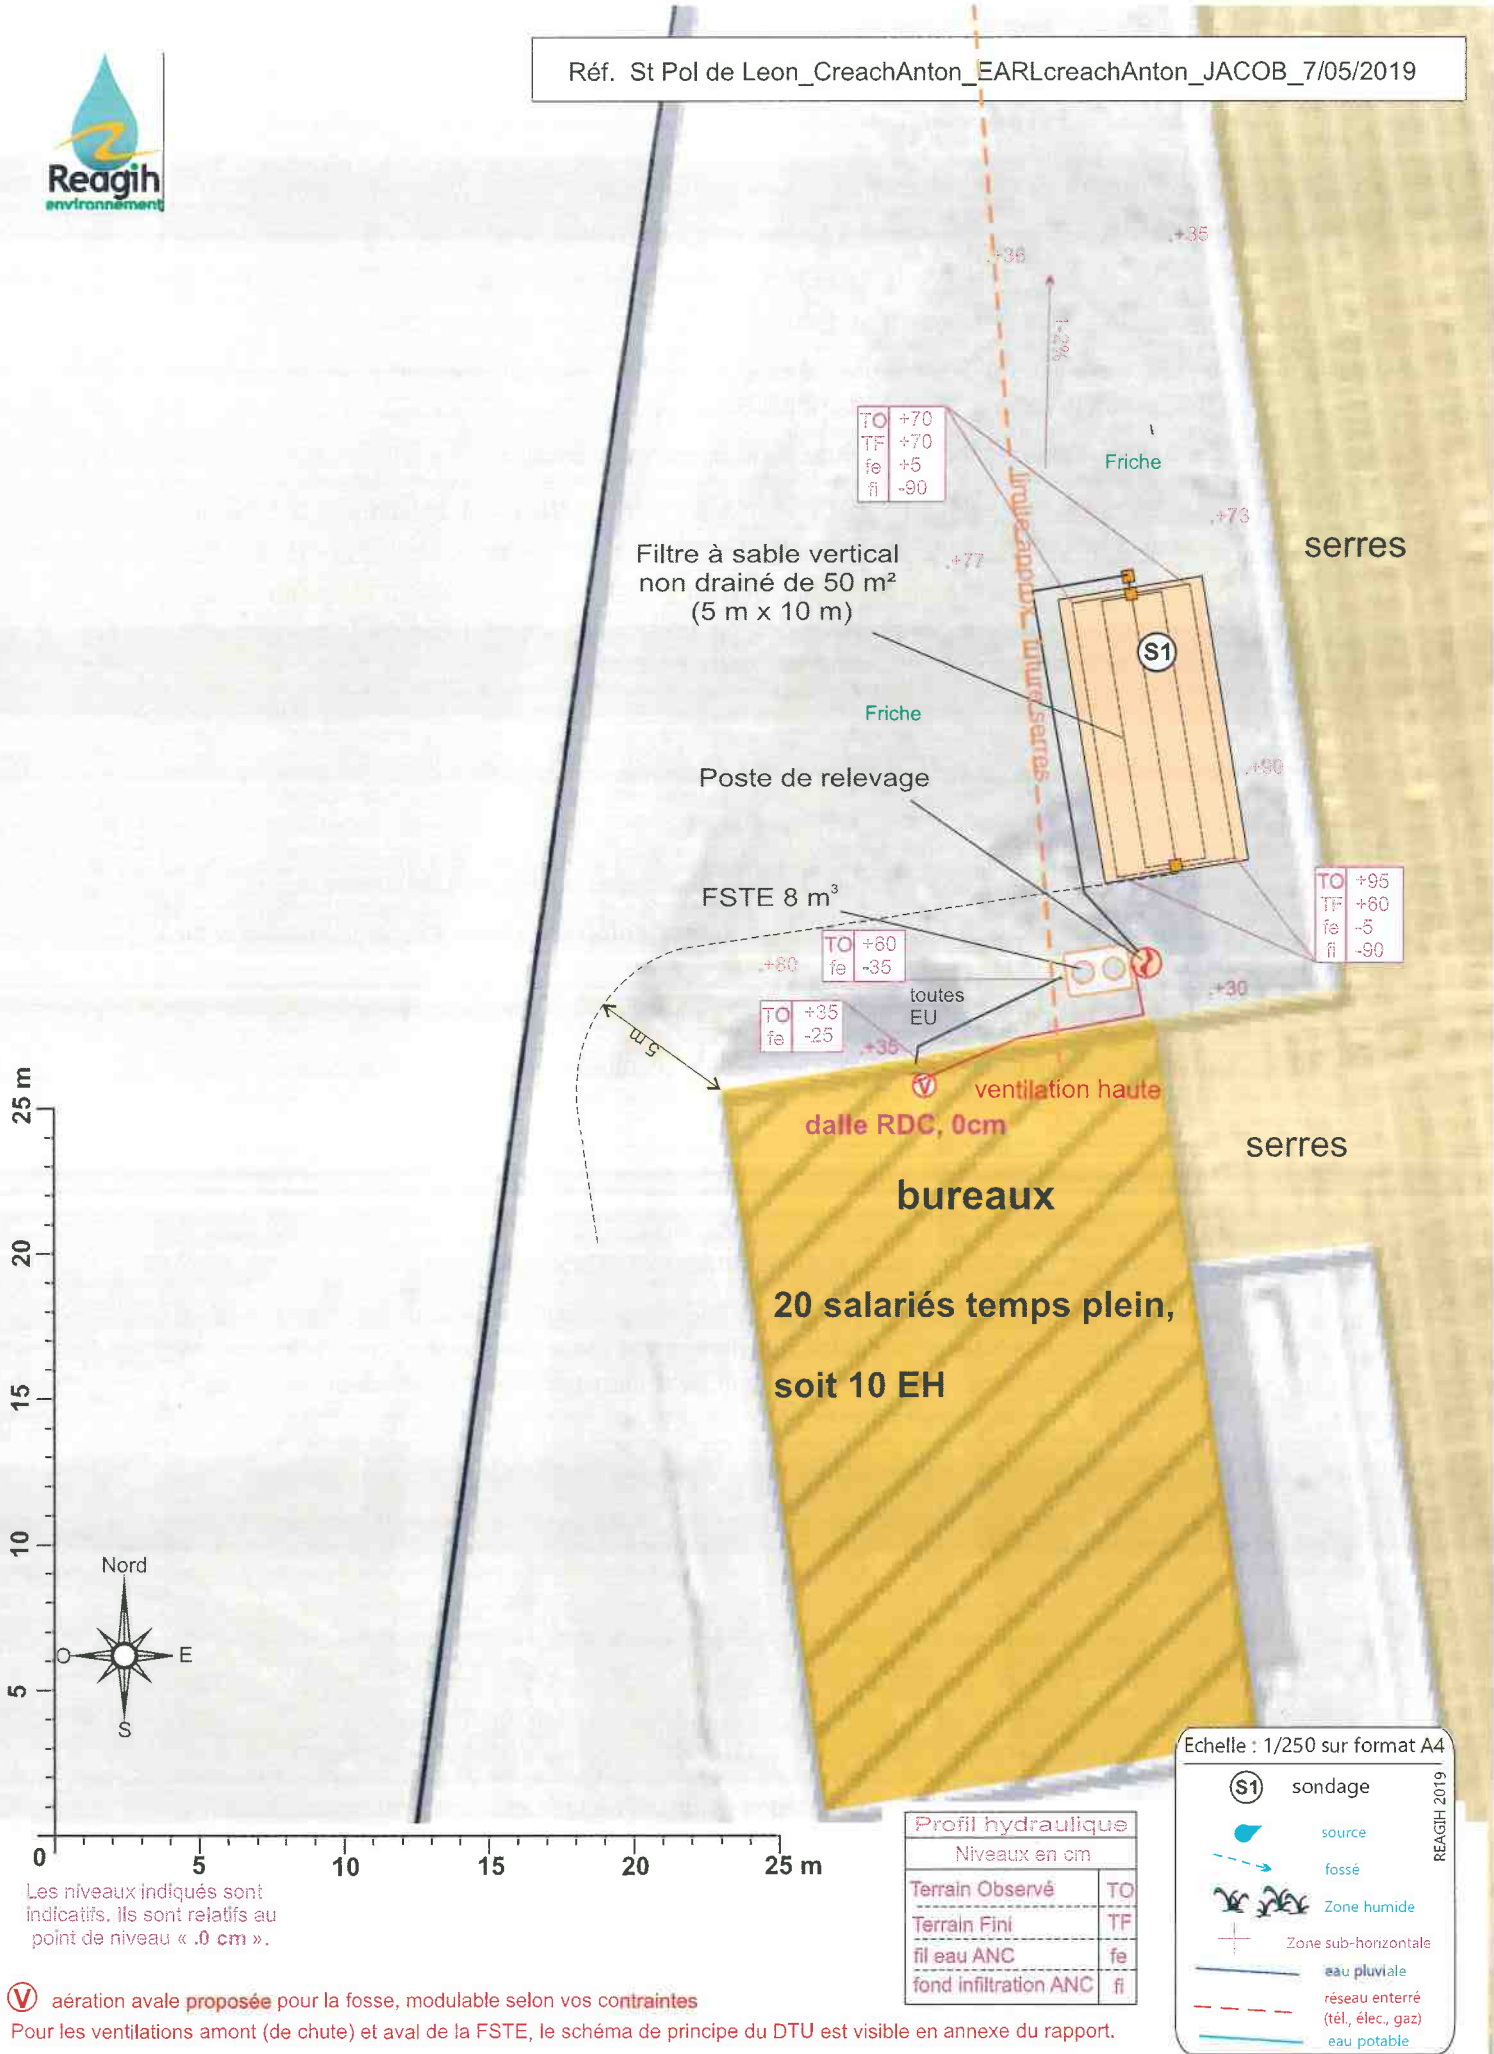 Réf. St Pol de Leon_CreachAnton_EARLcreachAnton_JACOB_7/05/2019
Reagih
environnement
.+35
.+36
1-2%
TO +70
TF +70
fe +5
fi -90
Friche
.+73
serres
Filtre à sable vertical
non drainé de 50 m²
(5 m x 10 m)
.+77
limite approx. futures serres
S1
Friche
Poste de relevage
.+90
FSTE 8 m³
TO +95
TF +60
fe -5
fi -90
TO +60
fe -35
.+60
toutes
EU
.+30
TO +35
fe -25
.+35
5 m
V
ventilation haute
dalle RDC, 0cm
serres
bureaux
20 salariés temps plein,
soit 10 EH
25 m
20
15
10
5
Nord
O
E
S
0
5
10
15
20
25 m
Les niveaux indiqués sont
indicatifs. Ils sont relatifs au
point de niveau « .0 cm ».
Profil hydraulique
Niveaux en cm
Terrain Observé TO
Terrain Fini TF
fil eau ANC fe
fond infiltration ANC fi
Echelle : 1/250 sur format A4
S1 sondage
source
fossé
Zone humide
Zone sub-horizontale
eau pluviale
réseau enterré
(tél., élec., gaz)
eau potable
REAGIH 2019
V aération avale proposée pour la fosse, modulable selon vos contraintes
Pour les ventilations amont (de chute) et aval de la FSTE, le schéma de principe du DTU est visible en annexe du rapport.